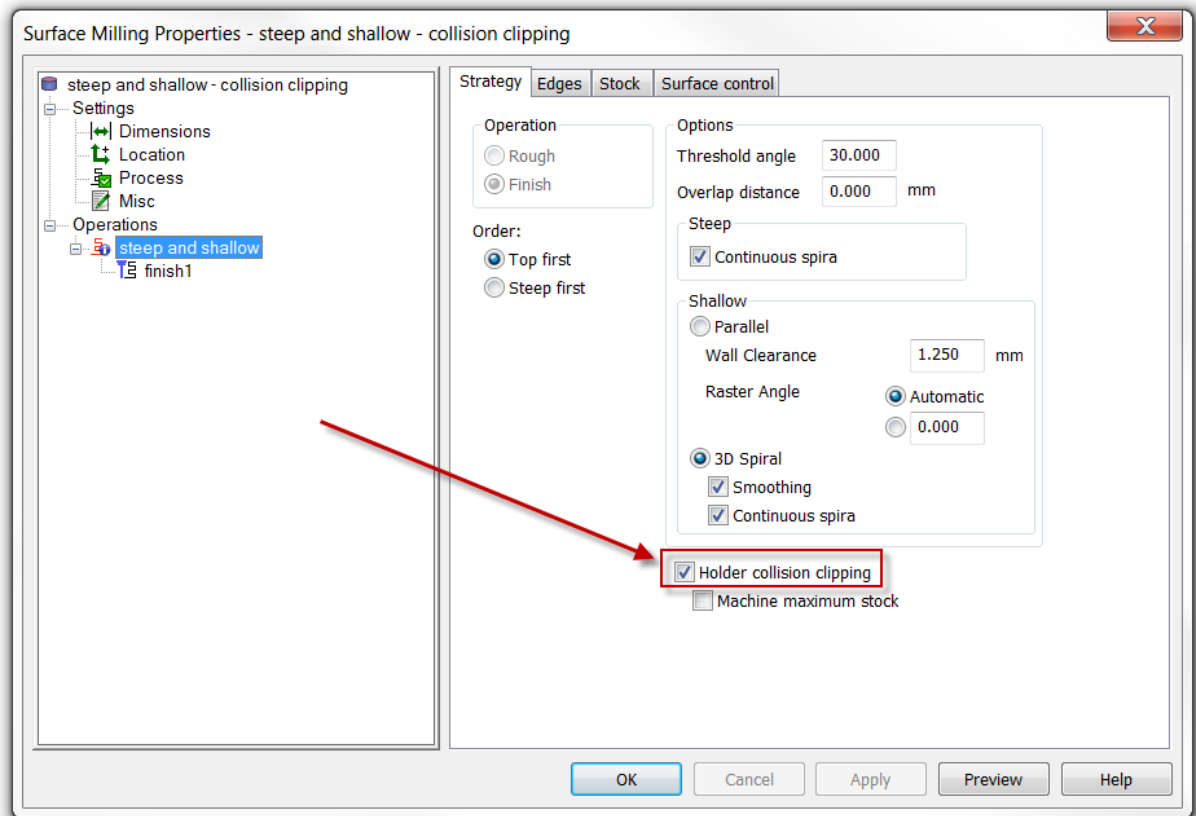 Surface Milling Properties - steep and shallow - collision clipping
X
steep and shallow - collision clipping
Settings
Dimensions
Location
Process
Misc
Operations
steep and shallow
finish1
Strategy Edges Stock Surface control
Operation
Rough
Finish
Order:
Top first
Steep first
Options
Threshold angle 30.000
Overlap distance 0.000 mm
Steep
Continuous spira
Shallow
Parallel
Wall Clearance 1.250 mm
Raster Angle Automatic
0.000
3D Spiral
Smoothing
Continuous spira
Holder collision clipping
Machine maximum stock
OK Cancel Apply Preview Help